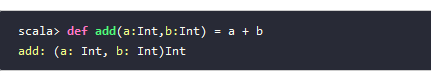 scala> def add(a:Int,b:Int) = a + b
add: (a: Int, b: Int)Int